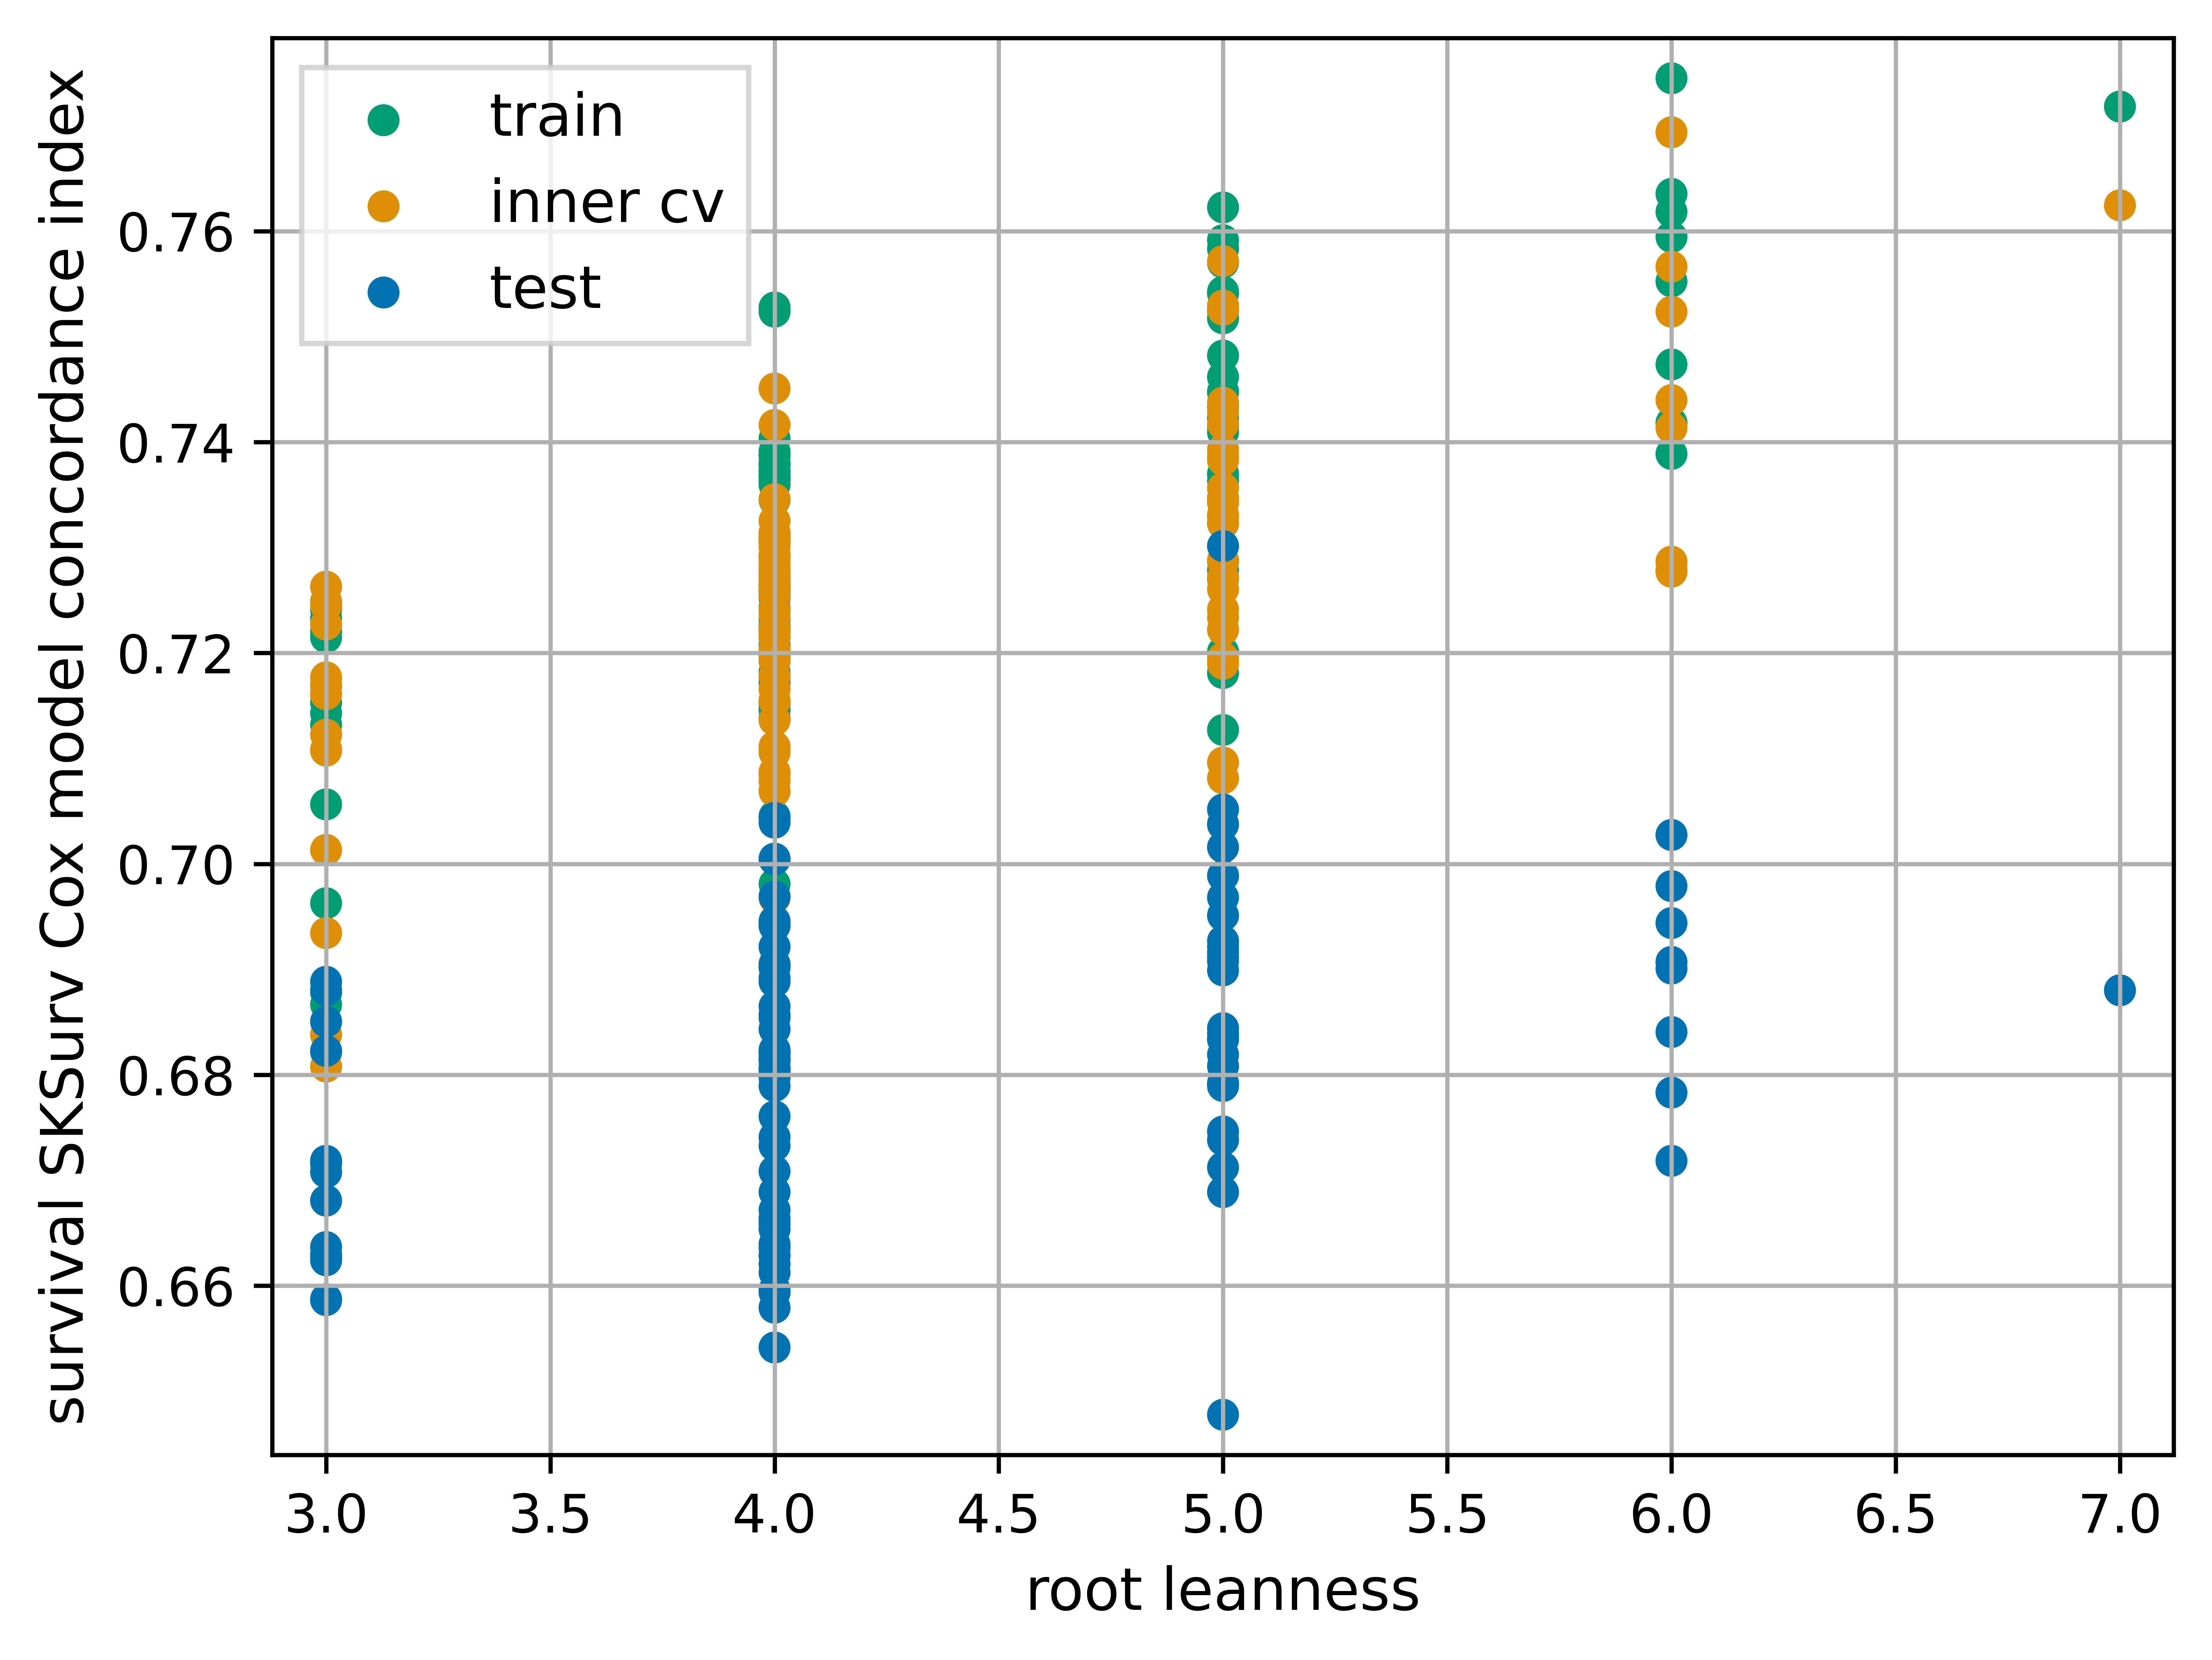 survival SKSurv Cox model concordance index
train
inner cv
test
0.76
0.74
0.72
0.70
0.68
0.66
3.0 3.5 4.0 4.5 5.0 5.5 6.0 6.5 7.0
root leanness